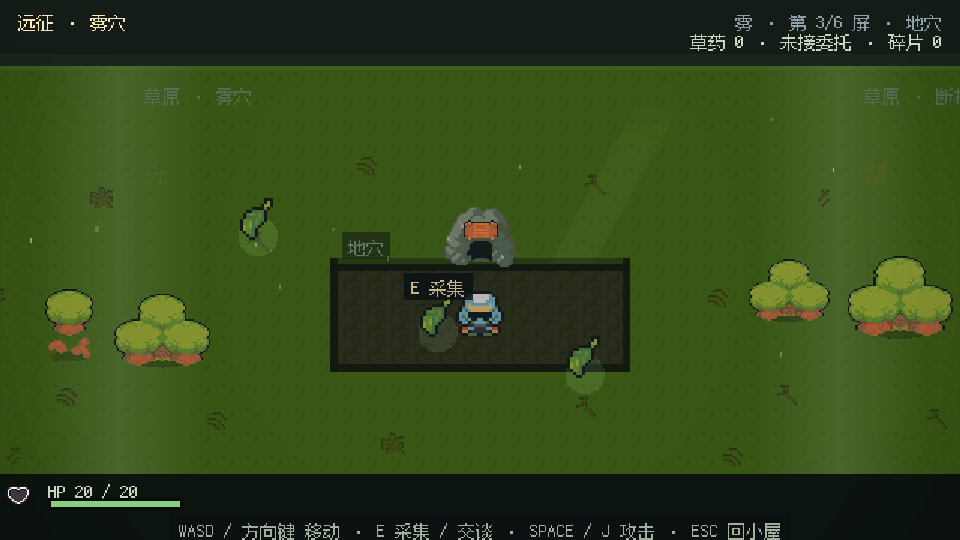 远征 · 雾穴
雾 · 第 3/6 屏 · 地穴
草药 0 · 未接委托 · 碎片 0
草原 · 雾穴
草原 · 断
地穴
E 采集
HP 20 / 20
WASD / 方向键 移动 · E 采集 / 交谈 · SPACE / J 攻击 · ESC 回小屋